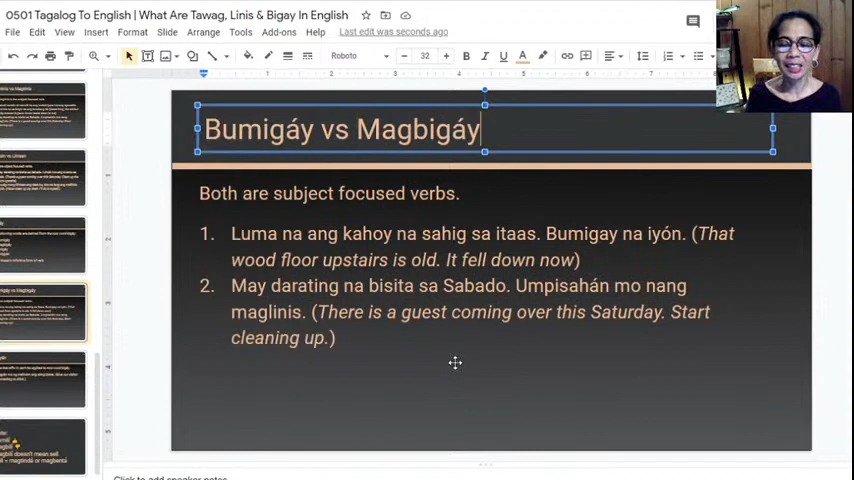 0501 Tagalog To English | What Are Tawag, Linis & Bigay In English
File Edit View Insert Format Slide Arrange Tools Add-ons Help Last edit was seconds ago
Roboto 32
Bumigáy vs Magbigáy
Both are subject focused verbs.
1. Luma na ang kahoy na sahig sa itaas. Bumigay na iyón. (That
wood floor upstairs is old. It fell down now)
2. May darating na bisita sa Sabado. Umpisahán mo nang
maglinis. (There is a guest coming over this Saturday. Start
cleaning up.)
Click to add speaker notes